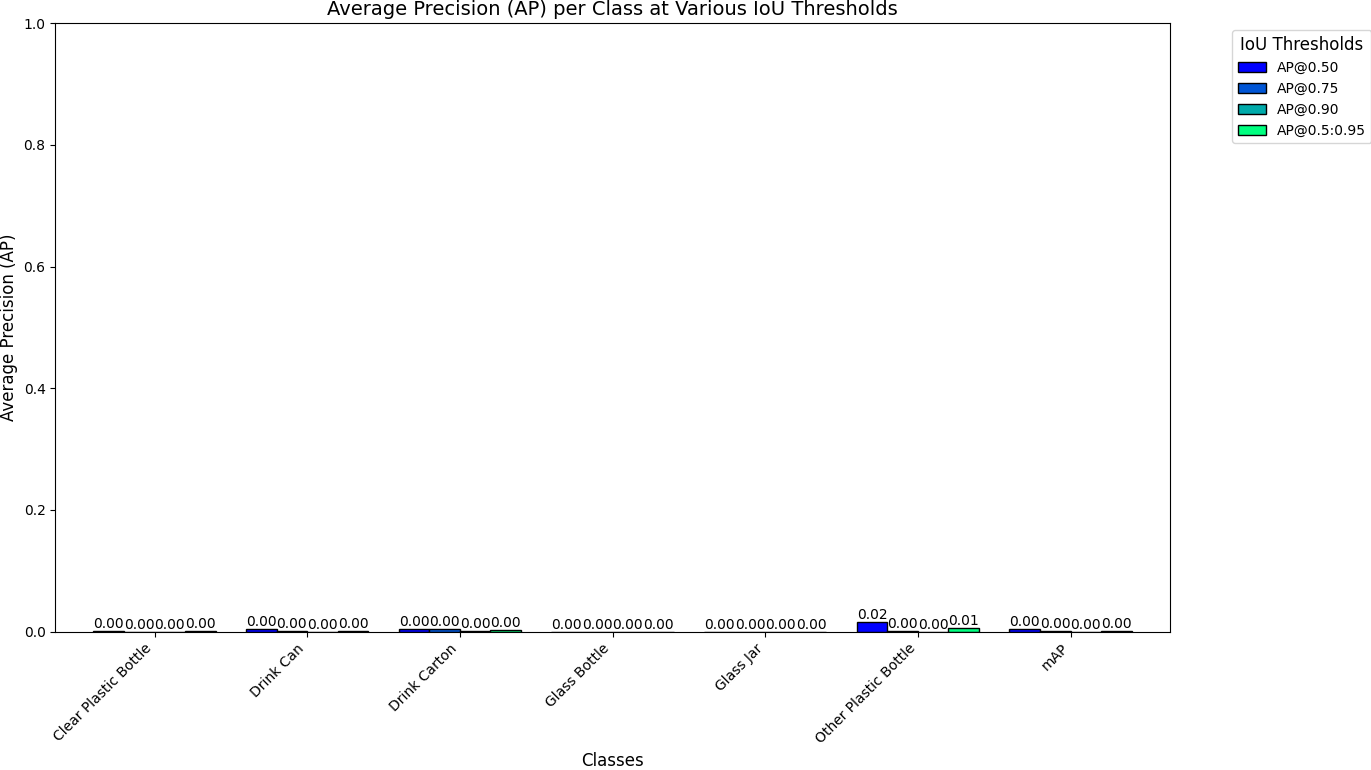 Average Precision (AP) per Class at Various IoU Thresholds
IoU Thresholds
AP@0.50
AP@0.75
AP@0.90
AP@0.5:0.95
Average Precision (AP)
1.0
0.8
0.6
0.4
0.2
0.0
0.00 0.00 0.00 0.00 0.00 0.00 0.00 0.00 0.00 0.00 0.00 0.00 0.00 0.00 0.00 0.00 0.00 0.00 0.00 0.00 0.02 0.00 0.00 0.01 0.00 0.00 0.00 0.00
Clear Plastic Bottle
Drink Can
Drink Carton
Glass Bottle
Glass Jar
Other Plastic Bottle
mAP
Classes